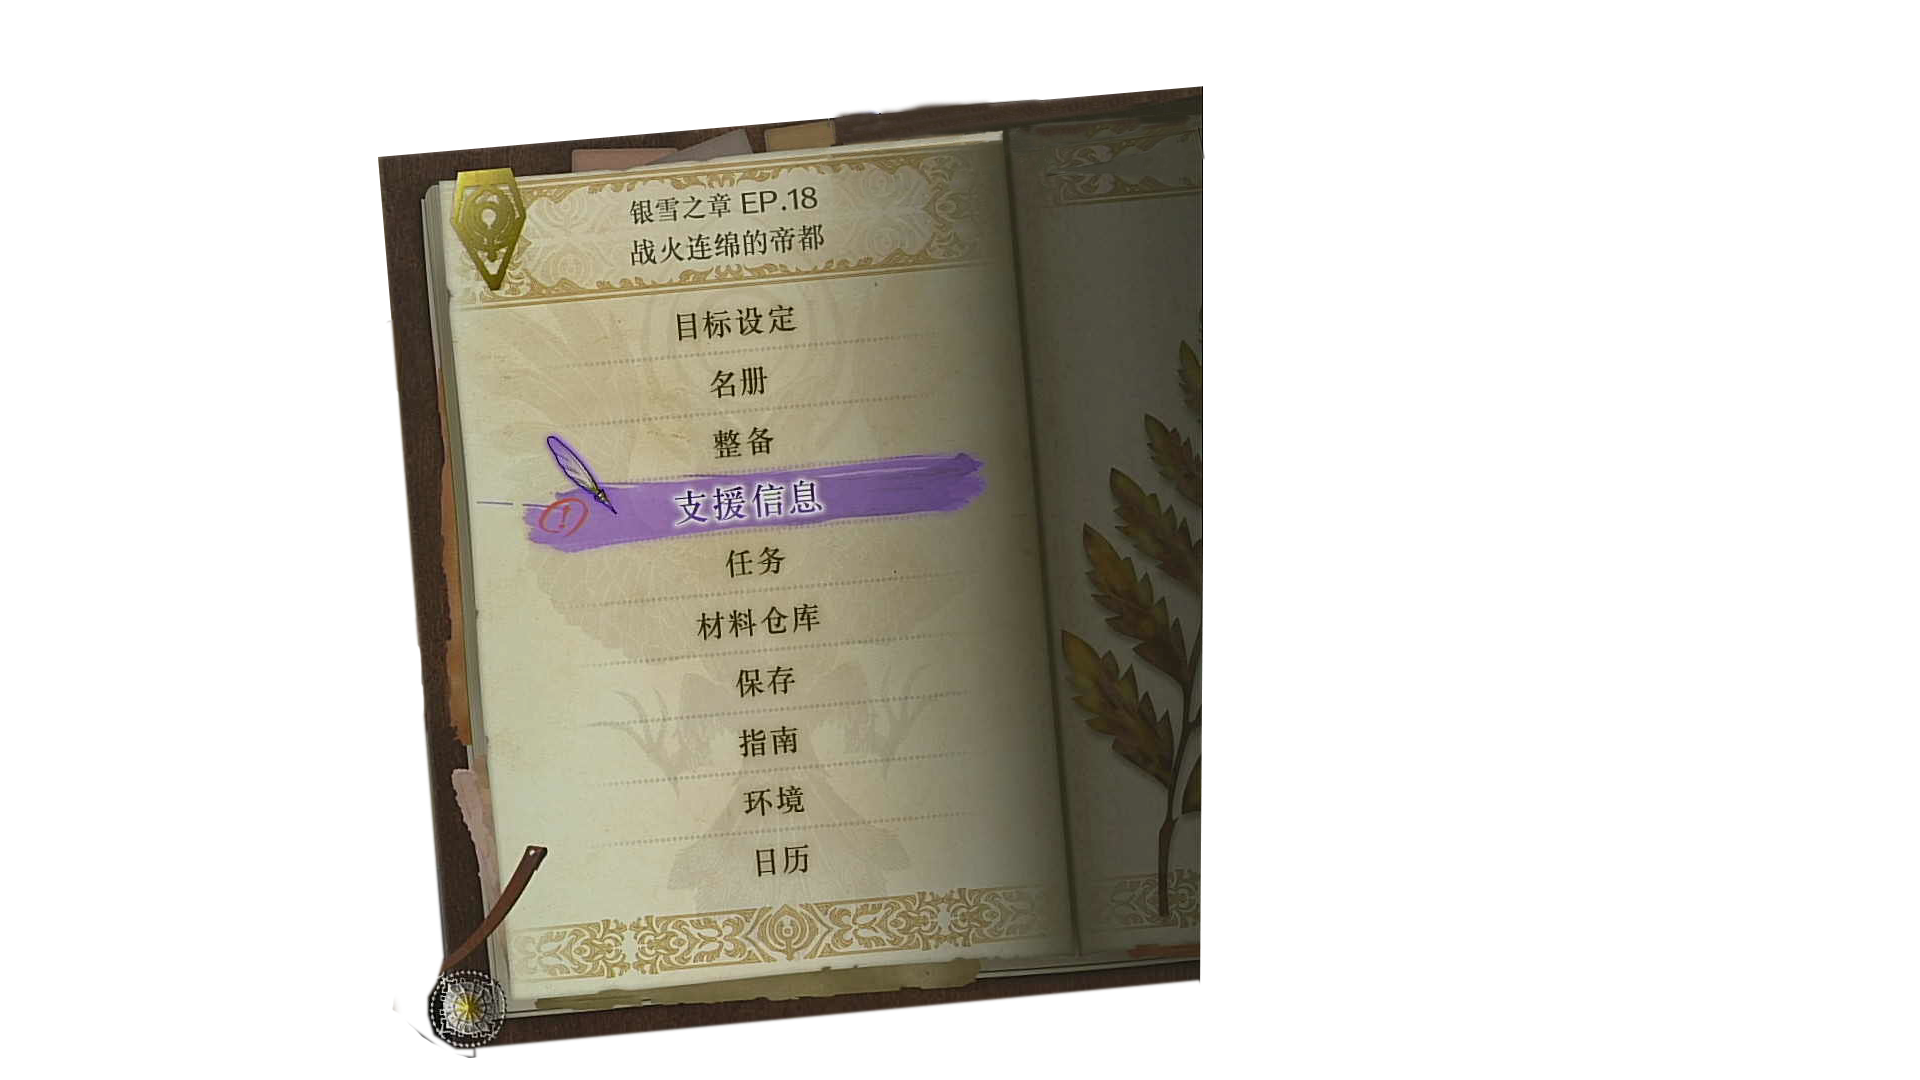 银雪之章 EP.18
战火连绵的帝都
目标设定
名册
整备
支援信息
任务
材料仓库
保存
指南
环境
日历